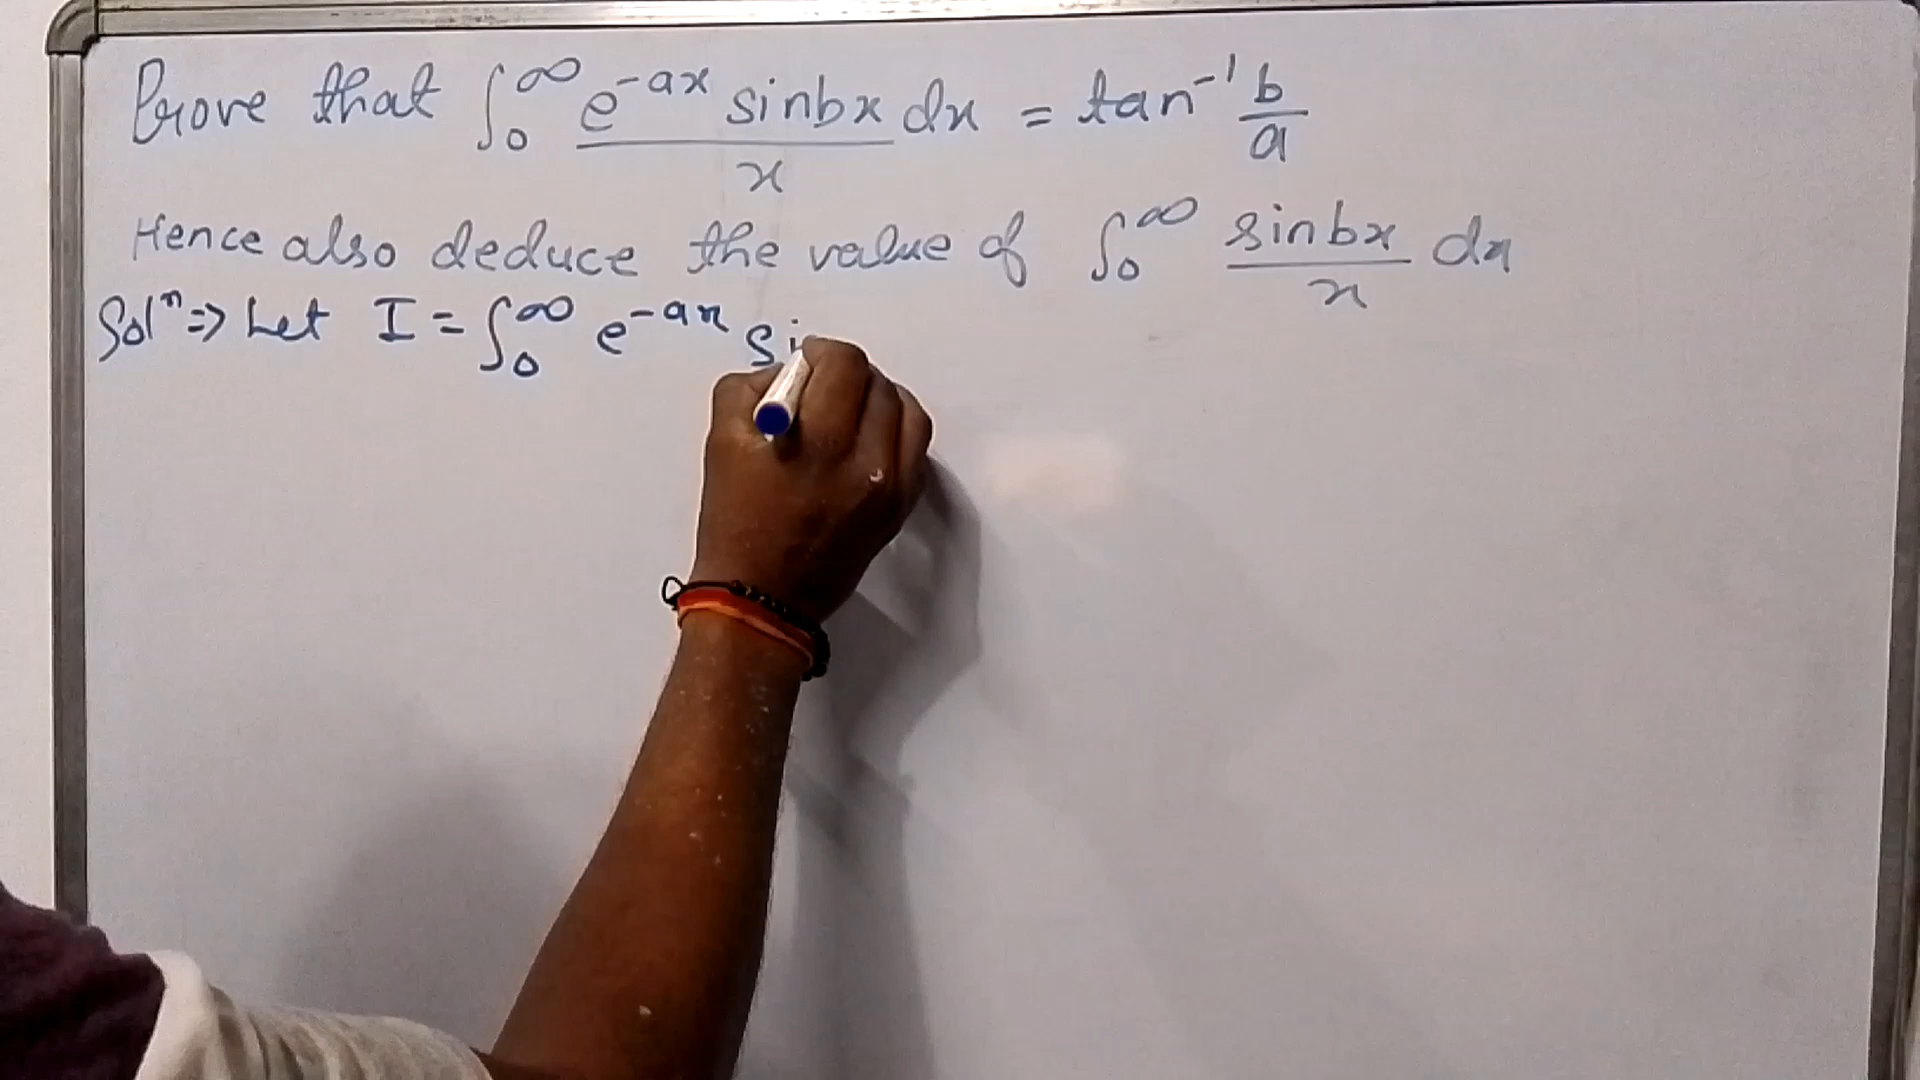 Prove that ∫₀^∞ e^{-ax} sinbx / x dx = tan⁻¹ b/a
Hence also deduce the value of ∫₀^∞ sinbx / x dx
Solⁿ => Let I = ∫₀^∞ e^{-ax} si